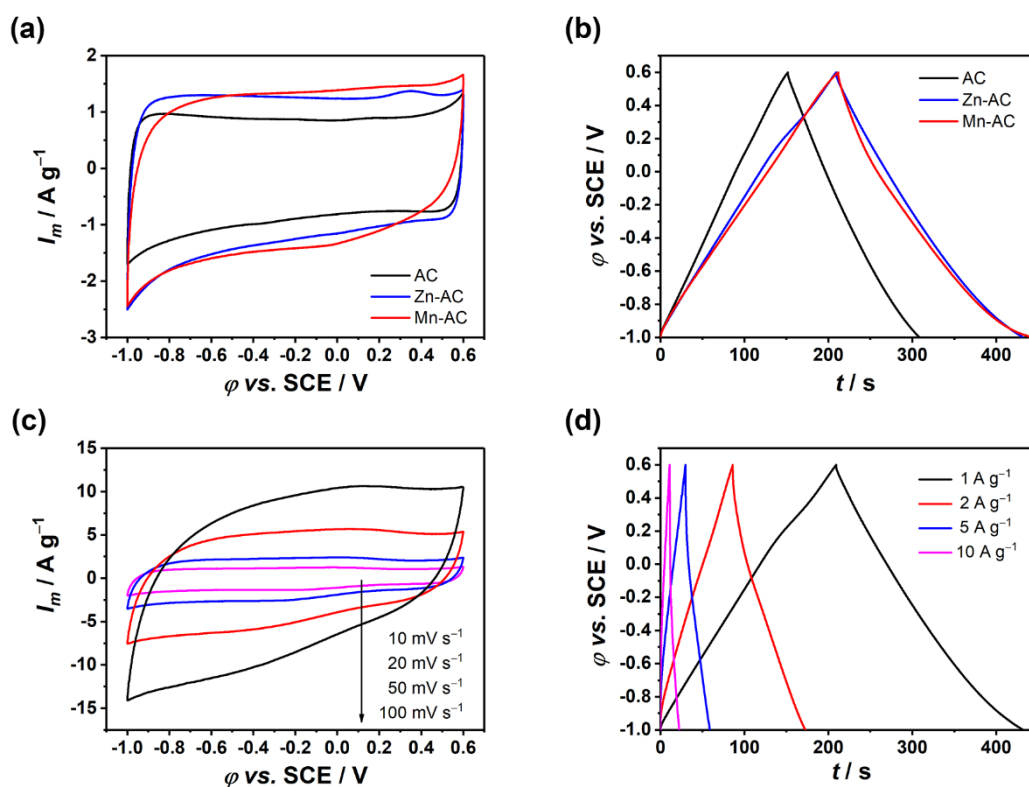 (a)
2
1
0
-1
-2
-3
I_m / A g⁻¹
-1.0 -0.8 -0.6 -0.4 -0.2 0.0 0.2 0.4 0.6
φ vs. SCE / V
AC
Zn-AC
Mn-AC
(b)
0.6
0.4
0.2
0.0
-0.2
-0.4
-0.6
-0.8
-1.0
φ vs. SCE / V
0 100 200 300 400
t / s
AC
Zn-AC
Mn-AC
(c)
15
10
5
0
-5
-10
-15
I_m / A g⁻¹
-1.0 -0.8 -0.6 -0.4 -0.2 0.0 0.2 0.4 0.6
φ vs. SCE / V
10 mV s⁻¹
20 mV s⁻¹
50 mV s⁻¹
100 mV s⁻¹
(d)
0.6
0.4
0.2
0.0
-0.2
-0.4
-0.6
-0.8
-1.0
φ vs. SCE / V
0 100 200 300 400
t / s
1 A g⁻¹
2 A g⁻¹
5 A g⁻¹
10 A g⁻¹